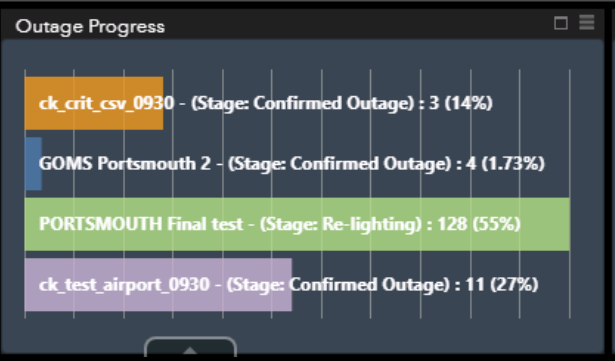 Outage Progress
ck_crit_csv_0930 - (Stage: Confirmed Outage) : 3 (14%)
GOMS Portsmouth 2 - (Stage: Confirmed Outage) : 4 (1.73%)
PORTSMOUTH Final test - (Stage: Re-lighting) : 128 (55%)
ck_test_airport_0930 - (Stage: Confirmed Outage) : 11 (27%)